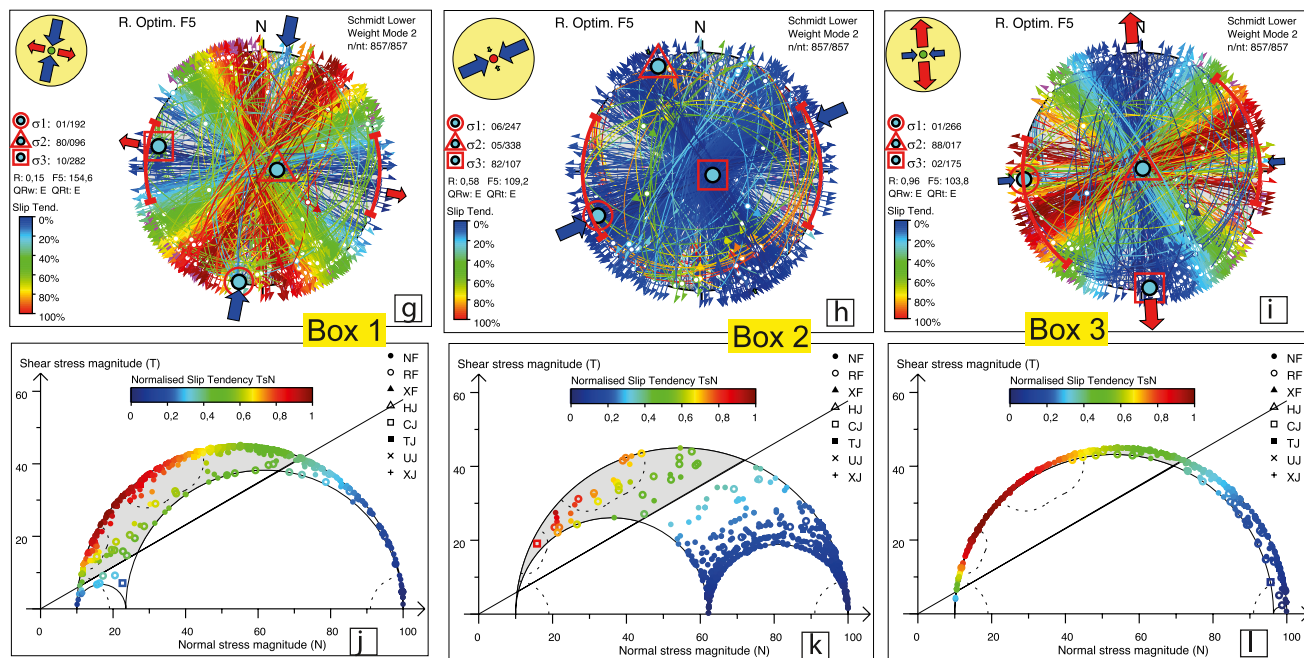 R. Optim. F5
N
Schmidt Lower
Weight Mode 2
n/nt: 857/857
σ1: 01/192
σ2: 80/096
σ3: 10/282
R: 0,15 F5: 154,6
QRw: E QRt: E
Slip Tend.
0%
20%
40%
60%
80%
100%
g
Box 1
R. Optim. F5
N
Schmidt Lower
Weight Mode 2
n/nt: 857/857
σ1: 06/247
σ2: 05/338
σ3: 82/107
R: 0,58 F5: 109,2
QRw: E QRt: E
Slip Tend.
0%
20%
40%
60%
80%
100%
h
Box 2
R. Optim. F5
N
Schmidt Lower
Weight Mode 2
n/nt: 857/857
σ1: 01/266
σ2: 88/017
σ3: 02/175
R: 0,96 F5: 103,8
QRw: E QRt: E
Slip Tend.
0%
20%
40%
60%
80%
100%
i
Box 3
Shear stress magnitude (T)
Normalised Slip Tendency TsN
0 0,2 0,4 0,6 0,8 1
NF
RF
XF
HJ
CJ
TJ
UJ
XJ
60
40
20
0
0 20 40 60 80 100
Normal stress magnitude (N)
j
Shear stress magnitude (T)
Normalised Slip Tendency TsN
0 0,2 0,4 0,6 0,8 1
NF
RF
XF
HJ
CJ
TJ
UJ
XJ
60
40
20
0
0 20 40 60 80 100
Normal stress magnitude (N)
k
Shear stress magnitude (T)
Normalised Slip Tendency TsN
0 0,2 0,4 0,6 0,8 1
NF
RF
XF
HJ
CJ
TJ
UJ
XJ
60
40
20
0
0 20 40 60 80 100
Normal stress magnitude (N)
l